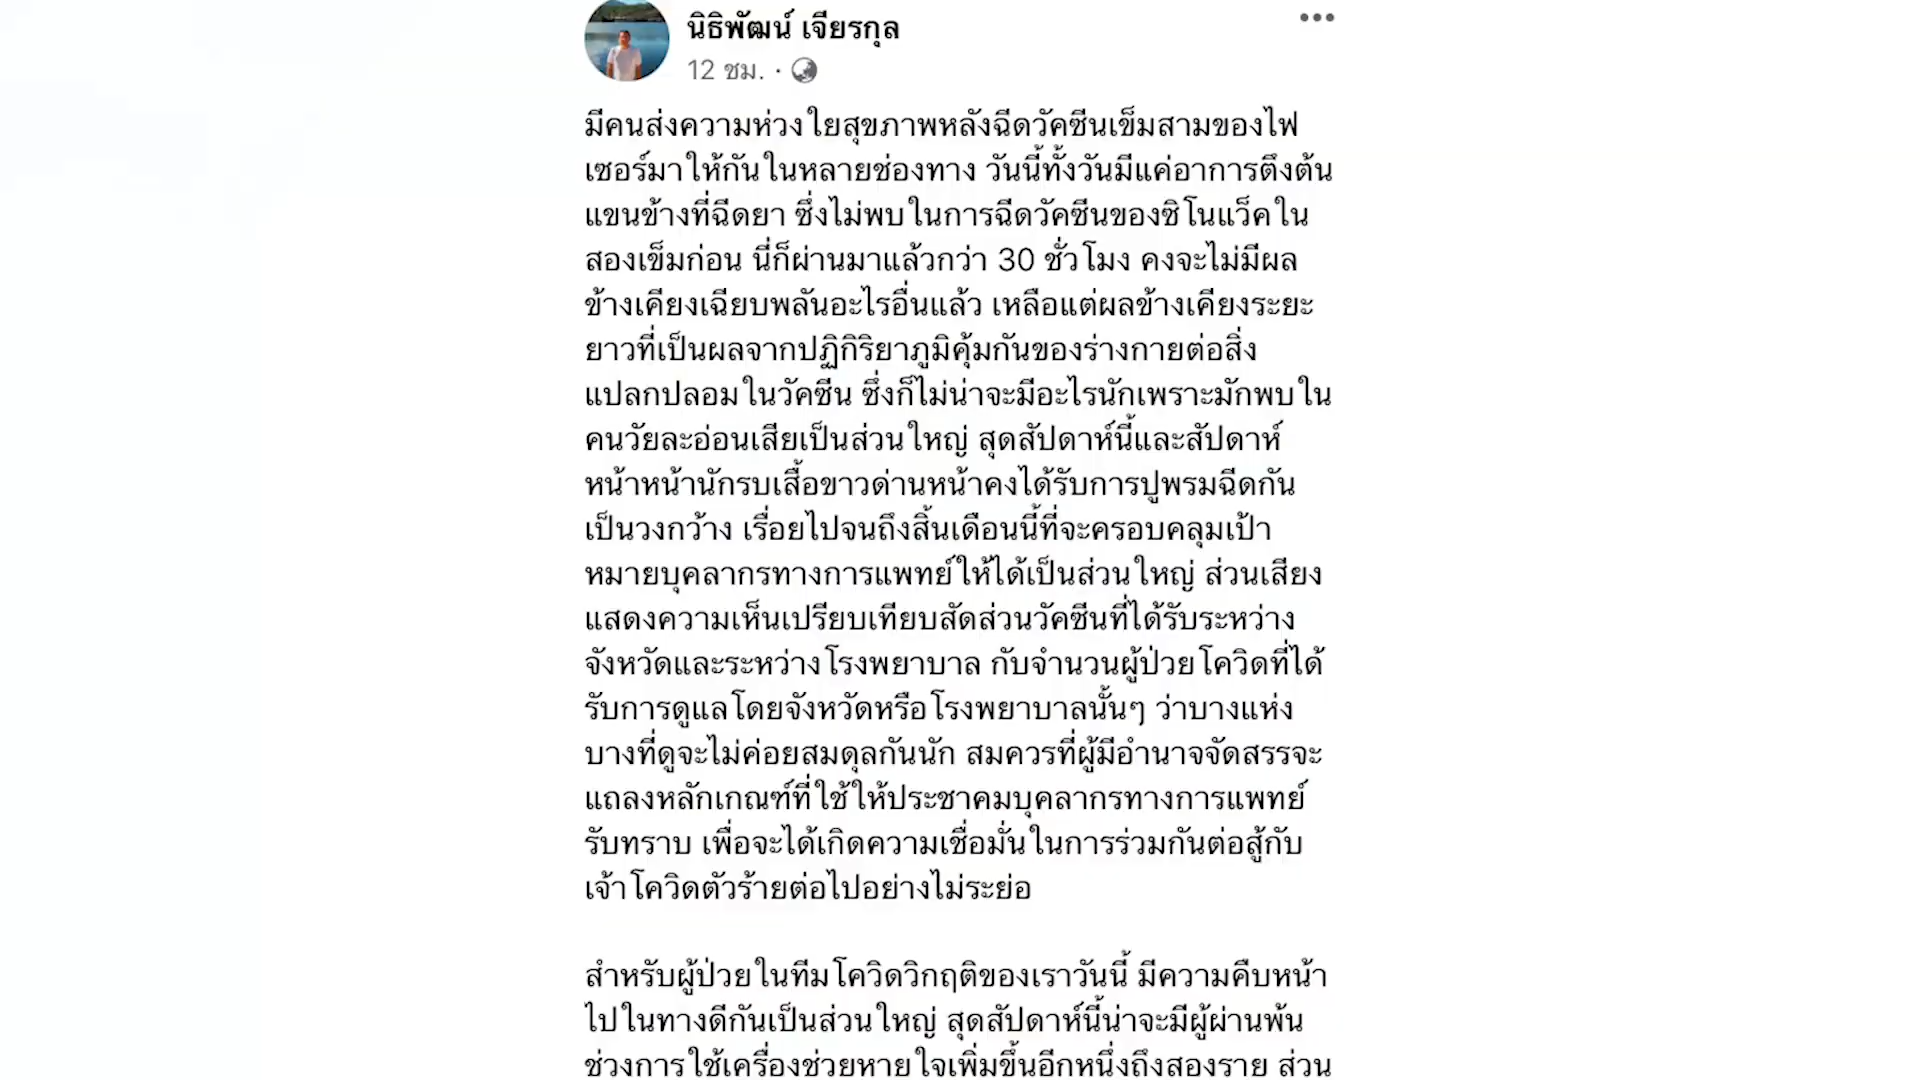 นิธิพัฒน์ เจียรกุล
12 ชม. ·
มีคนส่งความห่วงใยสุขภาพหลังฉีดวัคซีนเข็มสามของไฟ
เซอร์มาให้กันในหลายช่องทาง วันนี้ทั้งวันมีแค่อาการตึงต้น
แขนข้างที่ฉีดยา ซึ่งไม่พบในการฉีดวัคซีนของซิโนแว็คใน
สองเข็มก่อน นี่ก็ผ่านมาแล้วกว่า 30 ชั่วโมง คงจะไม่มีผล
ข้างเคียงเฉียบพลันอะไรอื่นแล้ว เหลือแต่ผลข้างเคียงระยะ
ยาวที่เป็นผลจากปฏิกิริยาภูมิคุ้มกันของร่างกายต่อสิ่ง
แปลกปลอมในวัคซีน ซึ่งก็ไม่น่าจะมีอะไรนักเพราะมักพบใน
คนวัยละอ่อนเสียเป็นส่วนใหญ่ สุดสัปดาห์นี้และสัปดาห์
หน้าหน้านักรบเสื้อขาวด่านหน้าคงได้รับการปูพรมฉีดกัน
เป็นวงกว้าง เรื่อยไปจนถึงสิ้นเดือนนี้ที่จะครอบคลุมเป้า
หมายบุคลากรทางการแพทย์ให้ได้เป็นส่วนใหญ่ ส่วนเสียง
แสดงความเห็นเปรียบเทียบสัดส่วนวัคซีนที่ได้รับระหว่าง
จังหวัดและระหว่างโรงพยาบาล กับจำนวนผู้ป่วยโควิดที่ได้
รับการดูแลโดยจังหวัดหรือโรงพยาบาลนั้นๆ ว่าบางแห่ง
บางที่ดูจะไม่ค่อยสมดุลกันนัก สมควรที่ผู้มีอำนาจจัดสรรจะ
แถลงหลักเกณฑ์ที่ใช้ให้ประชาคมบุคลากรทางการแพทย์
รับทราบ เพื่อจะได้เกิดความเชื่อมั่นในการร่วมกันต่อสู้กับ
เจ้าโควิดตัวร้ายต่อไปอย่างไม่ระย่อ
สำหรับผู้ป่วยในทีมโควิดวิกฤติของเราวันนี้ มีความคืบหน้า
ไปในทางดีกันเป็นส่วนใหญ่ สุดสัปดาห์นี้น่าจะมีผู้ผ่านพ้น
ช่วงการใช้เครื่องช่วยหายใจเพิ่มขึ้นอีกหนึ่งถึงสองราย ส่วน